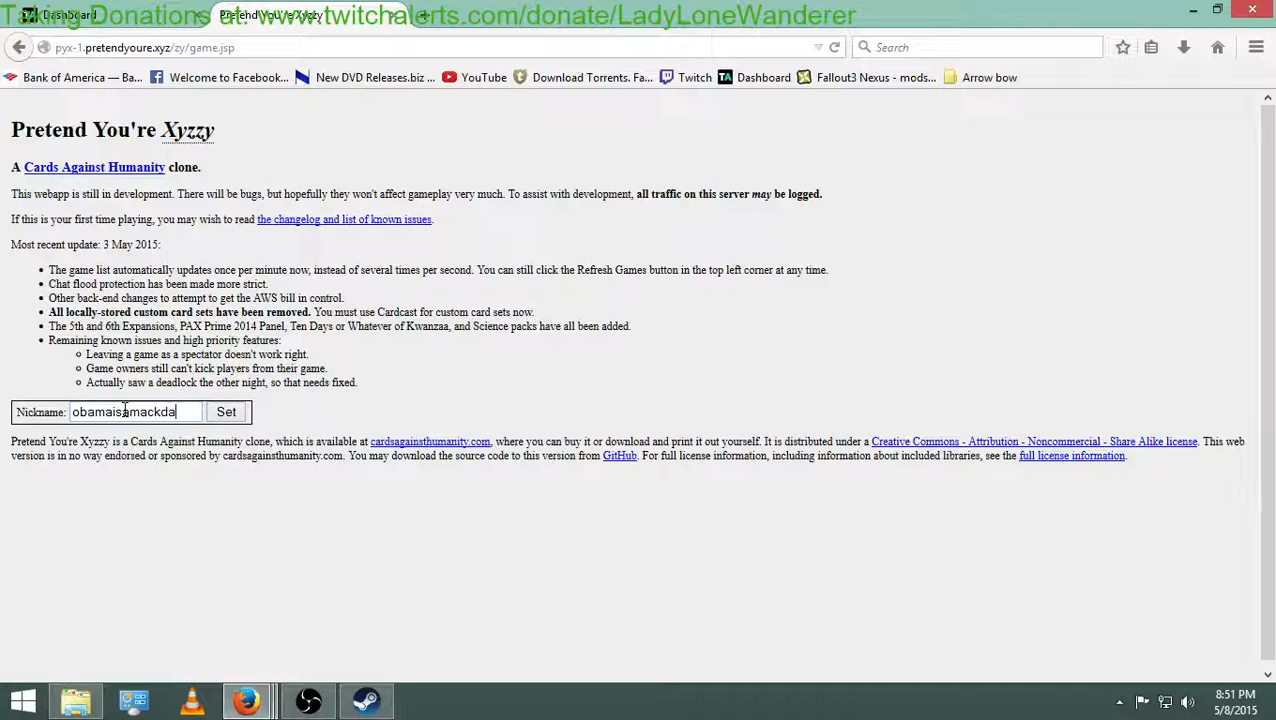 Taking Donations at: www.twitchalerts.com/donate/LadyLoneWanderer
Dashboard
Pretend You're Xyzzy
pyx-1.pretendyoure.xyz/zy/game.jsp
Search
Bank of America — Ba...
Welcome to Facebook...
New DVD Releases.biz ...
YouTube
Download Torrents. Fa...
Twitch
Dashboard
Fallout3 Nexus - mods...
Arrow bow
Pretend You're Xyzzy
A Cards Against Humanity clone.
This webapp is still in development. There will be bugs, but hopefully they won't affect gameplay very much. To assist with development, all traffic on this server may be logged.
If this is your first time playing, you may wish to read the changelog and list of known issues.
Most recent update: 3 May 2015:
The game list automatically updates once per minute now, instead of several times per second. You can still click the Refresh Games button in the top left corner at any time.
Chat flood protection has been made more strict.
Other back-end changes to attempt to get the AWS bill in control.
All locally-stored custom card sets have been removed. You must use Cardcast for custom card sets now.
The 5th and 6th Expansions, PAX Prime 2014 Panel, Ten Days or Whatever of Kwanzaa, and Science packs have all been added.
Remaining known issues and high priority features:
Leaving a game as a spectator doesn't work right.
Game owners still can't kick players from their game.
Actually saw a deadlock the other night, so that needs fixed.
Nickname: obamaisamackda Set
Pretend You're Xyzzy is a Cards Against Humanity clone, which is available at cardsagainsthumanity.com, where you can buy it or download and print it out yourself. It is distributed under a Creative Commons - Attribution - Noncommercial - Share Alike license. This web
version is in no way endorsed or sponsored by cardsagainsthumanity.com. You may download the source code to this version from GitHub. For full license information, including information about included libraries, see the full license information.
8:51 PM
5/8/2015